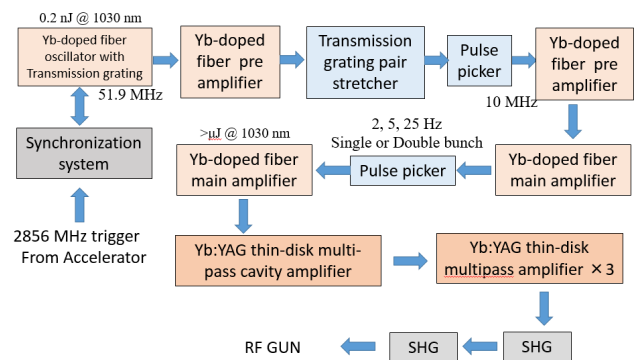 0.2 nJ @ 1030 nm
Yb-doped fiber
oscillator with
Transmission grating
Yb-doped
fiber pre
amplifier
Transmission
grating pair
stretcher
Pulse
picker
Yb-doped
fiber pre
amplifier
51.9 MHz
10 MHz
Synchronization
system
>μJ @ 1030 nm
2, 5, 25 Hz
Single or Double bunch
Yb-doped fiber
main amplifier
Pulse picker
Yb-doped fiber
main amplifier
2856 MHz trigger
From Accelerator
Yb:YAG thin-disk multi-
pass cavity amplifier
Yb:YAG thin-disk
multipass amplifier ×3
RF GUN
SHG
SHG